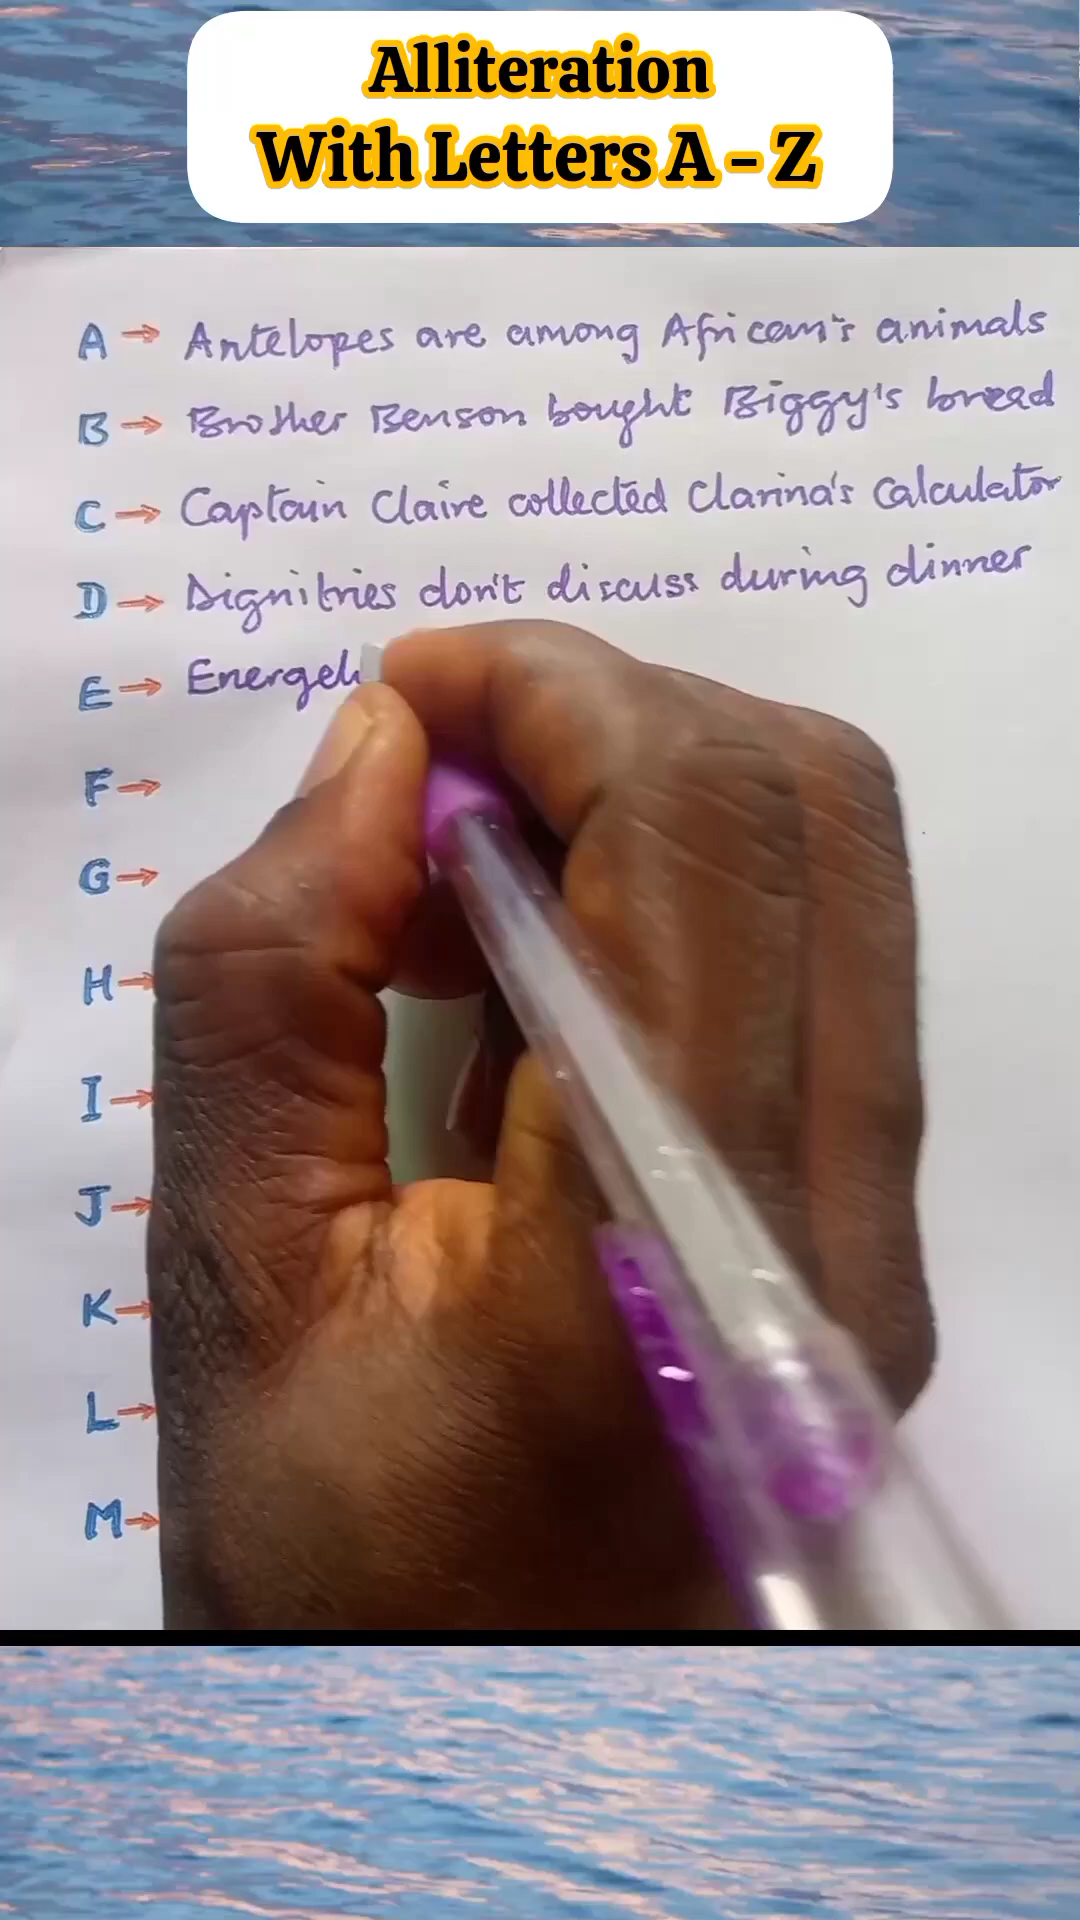 Alliteration
With Letters A - Z
A → Antelopes are among African's animals
B → Brother Benson bought Biggy's bread
C → Captain Claire collected Clarina's Calculator
D → Dignitries don't discuss during dinner
E → Energeti
F →
G →
H →
I →
J →
K →
L →
M →